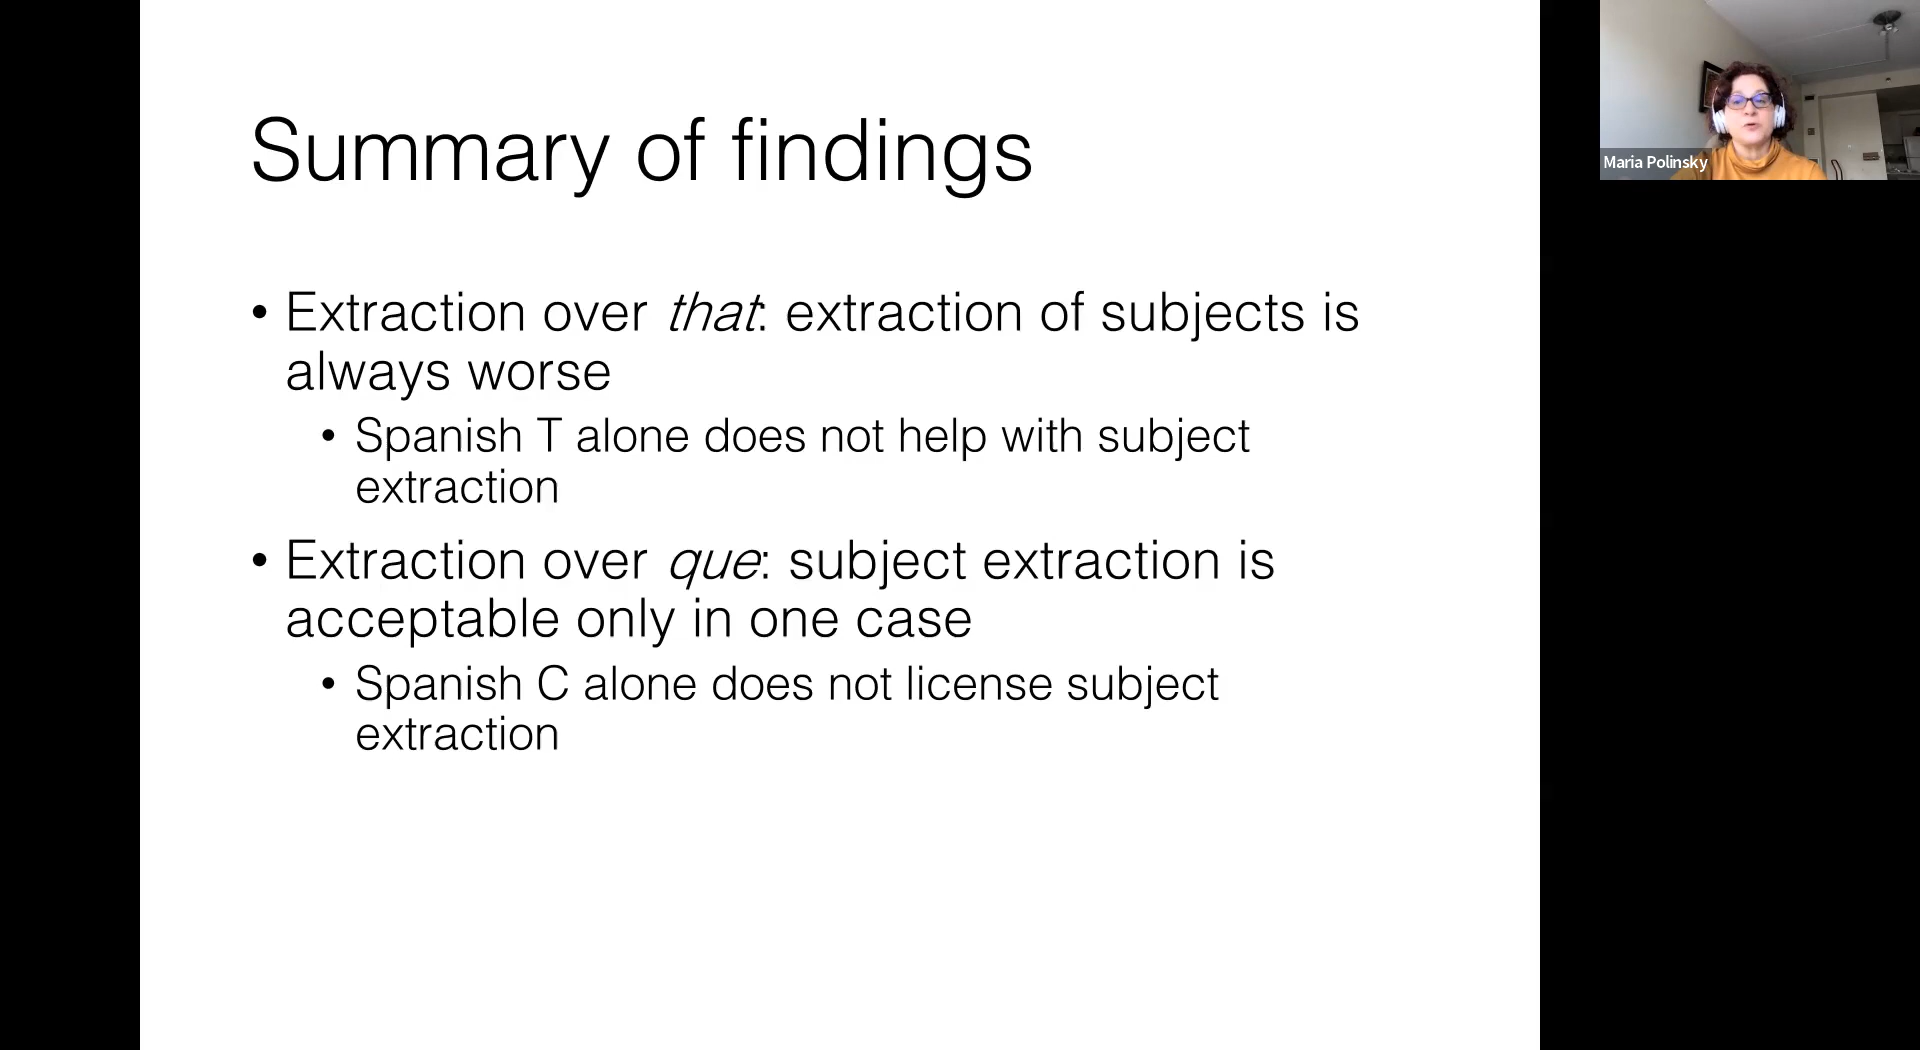 Summary of findings
• Extraction over that: extraction of subjects is
always worse
• Spanish T alone does not help with subject
extraction
• Extraction over que: subject extraction is
acceptable only in one case
• Spanish C alone does not license subject
extraction
Maria Polinsky